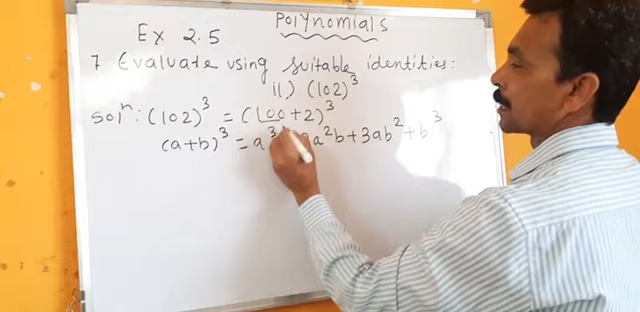 Polynomials
Ex 2.5
7 Evaluate using suitable identities:
ii) (102)³
Solⁿ: (102)³ = (100+2)³
(a+b)³ = a³ a²b+3ab²+b³